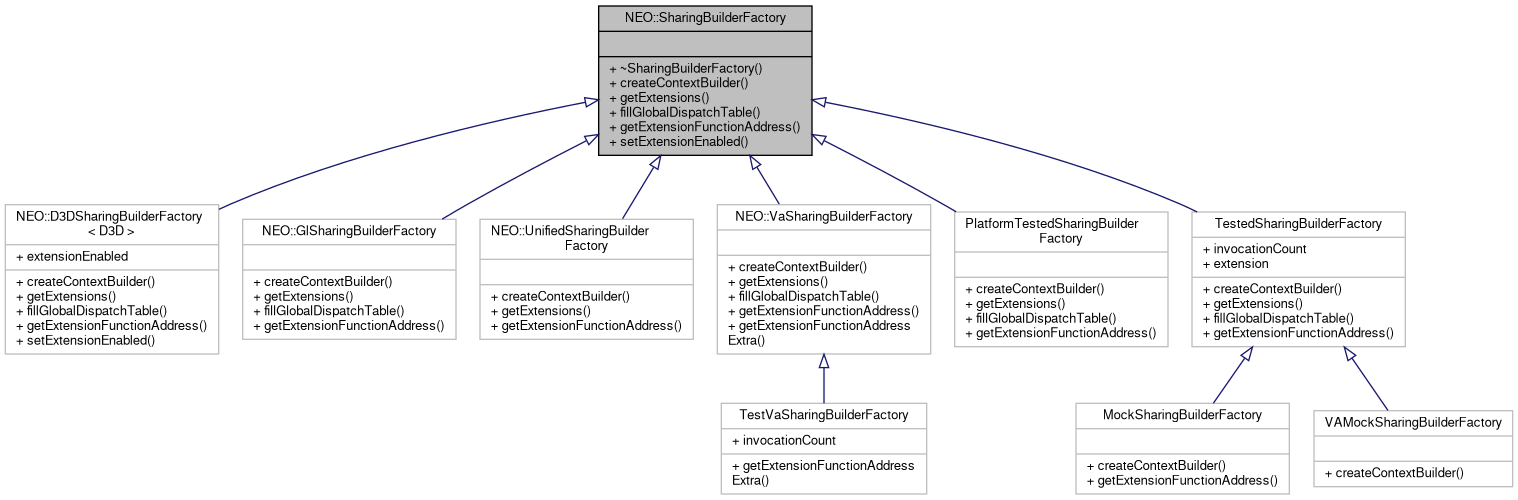 NEO::SharingBuilderFactory
+ ~SharingBuilderFactory()
+ createContextBuilder()
+ getExtensions()
+ fillGlobalDispatchTable()
+ getExtensionFunctionAddress()
+ setExtensionEnabled()
NEO::D3DSharingBuilderFactory
< D3D >
+ extensionEnabled
+ createContextBuilder()
+ getExtensions()
+ fillGlobalDispatchTable()
+ getExtensionFunctionAddress()
+ setExtensionEnabled()
NEO::GlSharingBuilderFactory
+ createContextBuilder()
+ getExtensions()
+ fillGlobalDispatchTable()
+ getExtensionFunctionAddress()
NEO::UnifiedSharingBuilder
Factory
+ createContextBuilder()
+ getExtensions()
+ getExtensionFunctionAddress()
NEO::VaSharingBuilderFactory
+ createContextBuilder()
+ getExtensions()
+ fillGlobalDispatchTable()
+ getExtensionFunctionAddress()
+ getExtensionFunctionAddress
Extra()
PlatformTestedSharingBuilder
Factory
+ createContextBuilder()
+ getExtensions()
+ fillGlobalDispatchTable()
+ getExtensionFunctionAddress()
TestedSharingBuilderFactory
+ invocationCount
+ extension
+ createContextBuilder()
+ getExtensions()
+ fillGlobalDispatchTable()
+ getExtensionFunctionAddress()
TestVaSharingBuilderFactory
+ invocationCount
+ getExtensionFunctionAddress
Extra()
MockSharingBuilderFactory
+ createContextBuilder()
+ getExtensionFunctionAddress()
VAMockSharingBuilderFactory
+ createContextBuilder()